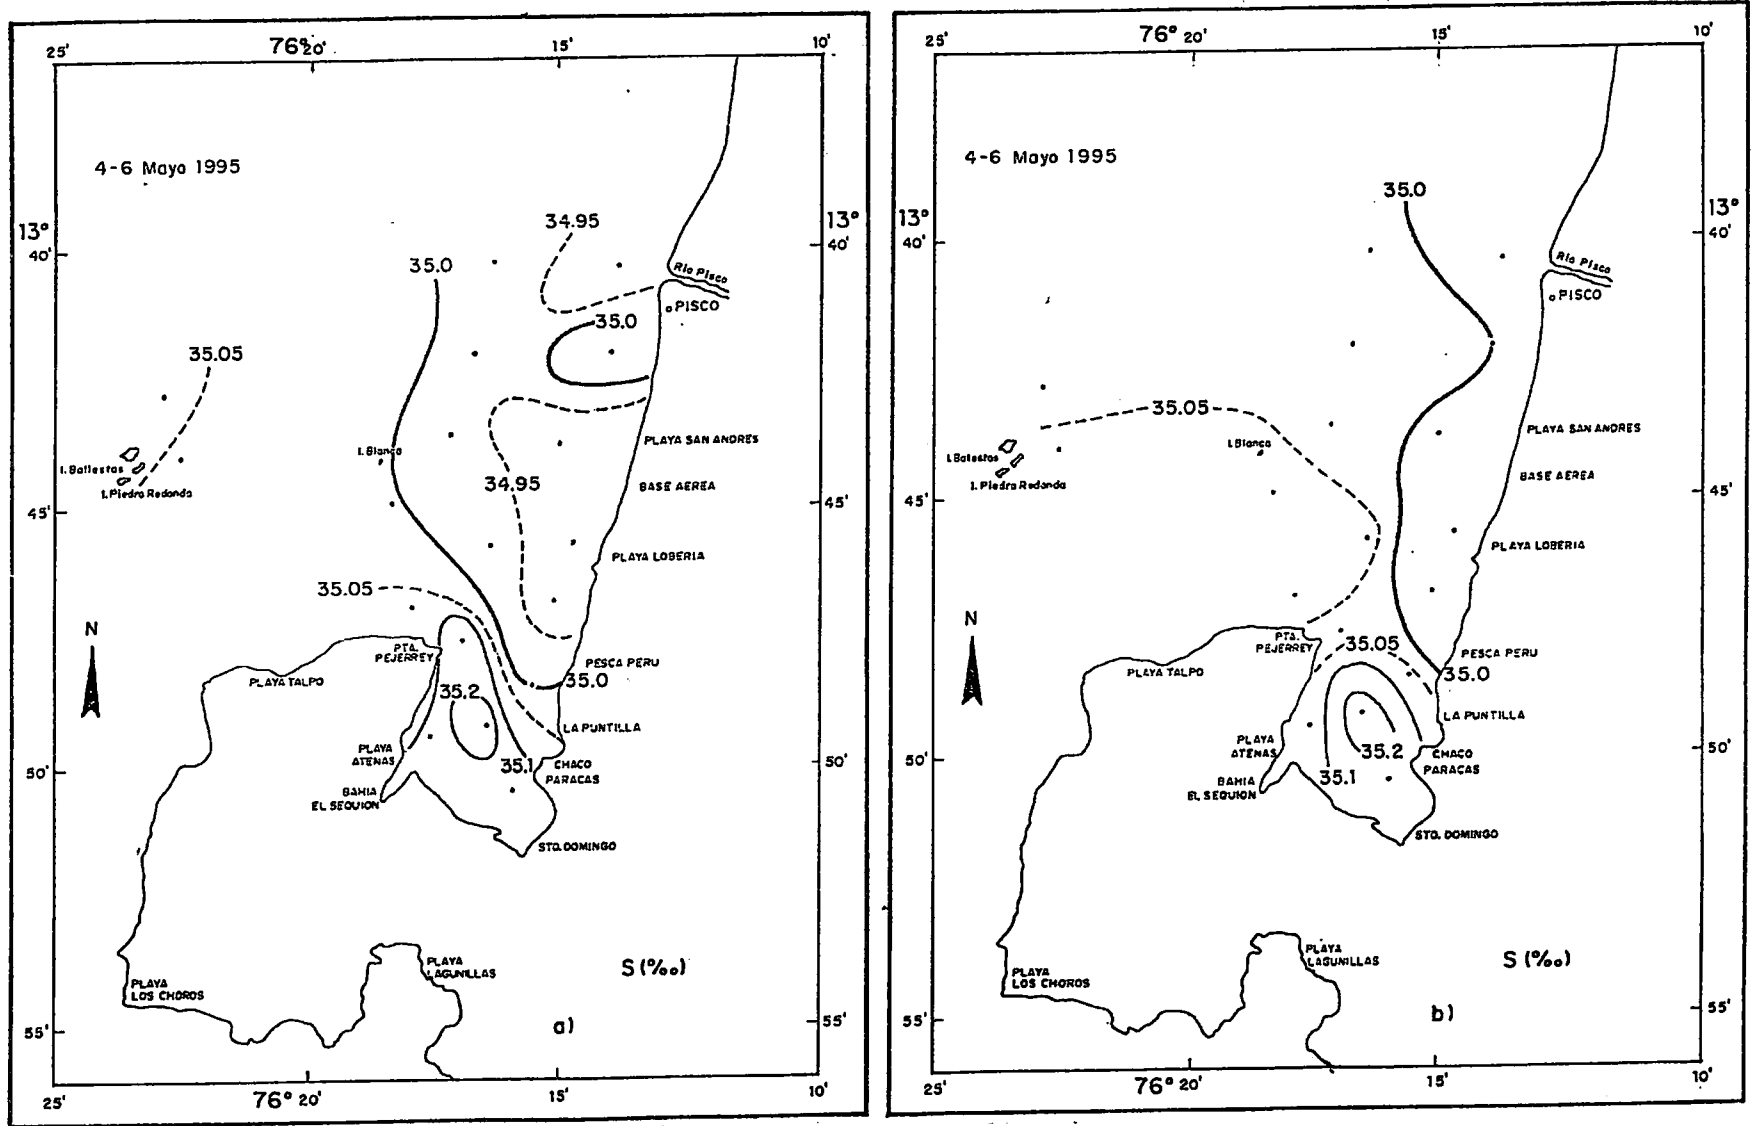 25'
76° 20'
15'
10'
4-6 Mayo 1995
34.95
13°
40'
13°
40'
35.0
Río Pisco
PISCO
35.0
35.05
I. Blanca
PLAYA SAN ANDRES
I. Ballestas
I. Piedra Redonda
34.95
BASE AEREA
45'
45'
PLAYA LOBERIA
35.05
N
PTA.
PEJERREY
PESCA PERU
PLAYA TALPO
35.0
35.2
LA PUNTILLA
PLAYA
ATENAS
35.1
CHACO
PARACAS
50'
50'
BAHIA
EL SEQUION
STO. DOMINGO
PLAYA
LAGUNILLAS
S (‰)
PLAYA
LOS CHOROS
a)
55'
55'
25'
76° 20'
15'
10'
25'
76° 20'
15'
10'
4-6 Mayo 1995
35.0
13°
40'
13°
40'
Río Pisco
PISCO
35.05
I. Blanca
PLAYA SAN ANDRES
I. Ballestas
I. Piedra Redonda
BASE AEREA
45'
45'
PLAYA LOBERIA
N
PTA.
PEJERREY
35.05
PESCA PERU
PLAYA TALPO
35.0
LA PUNTILLA
PLAYA
ATENAS
35.2
CHACO
PARACAS
35.1
50'
50'
BAHIA
EL SEQUION
STO. DOMINGO
PLAYA
LAGUNILLAS
S (‰)
PLAYA
LOS CHOROS
b)
55'
55'
25'
76° 20'
15'
10'